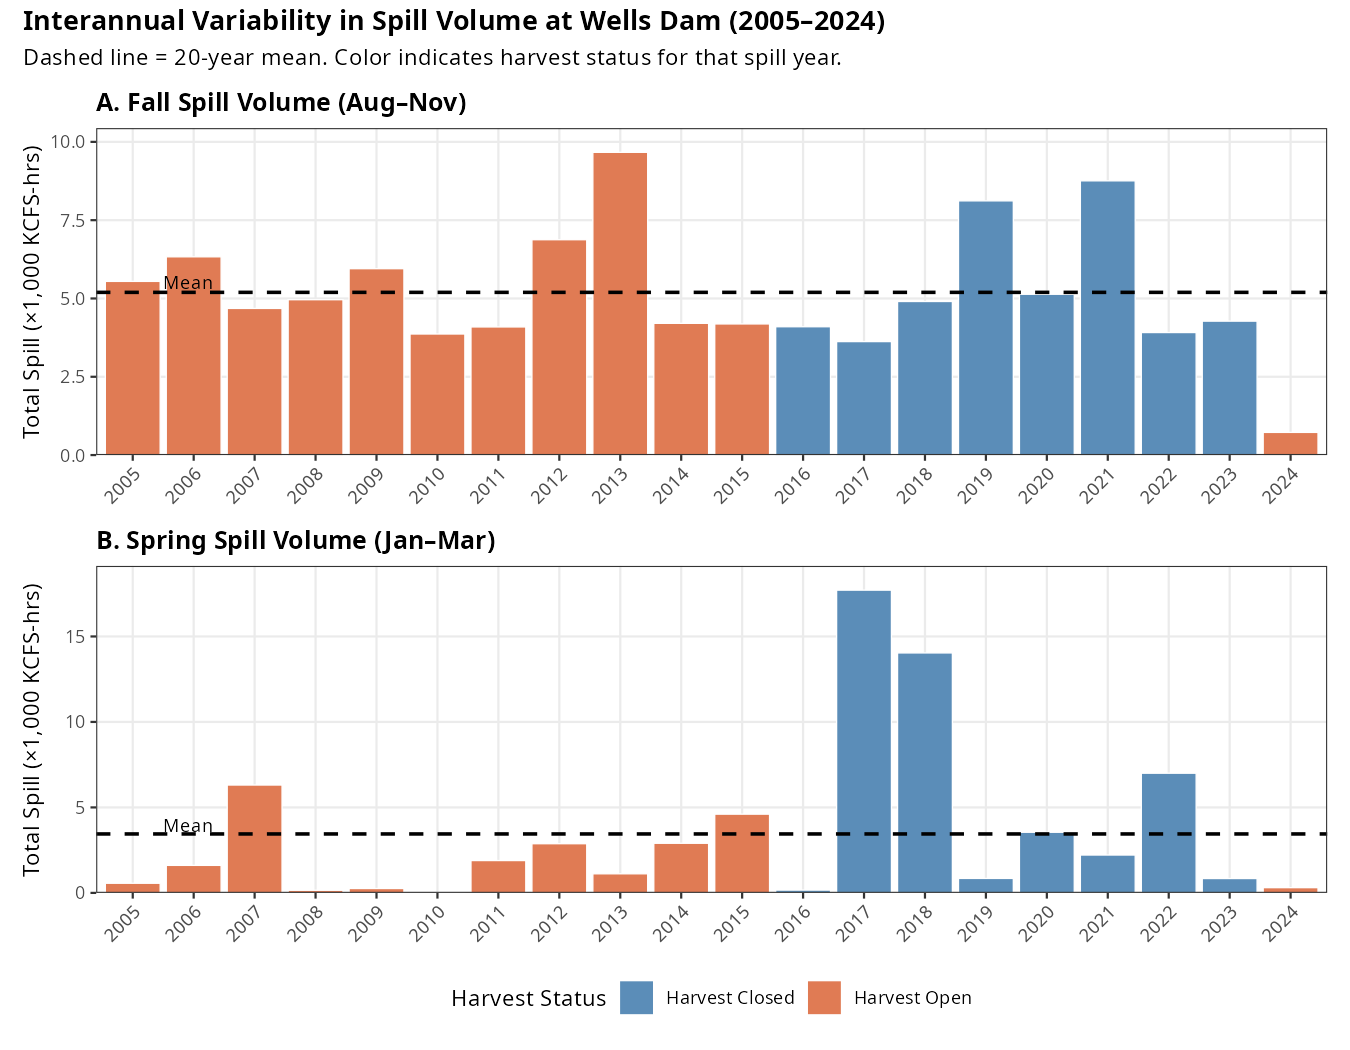 Interannual Variability in Spill Volume at Wells Dam (2005–2024)
Dashed line = 20-year mean. Color indicates harvest status for that spill year.
A. Fall Spill Volume (Aug–Nov)
Total Spill (×1,000 KCFS-hrs)
10.0
7.5
5.0
2.5
0.0
Mean
2005 2006 2007 2008 2009 2010 2011 2012 2013 2014 2015 2016 2017 2018 2019 2020 2021 2022 2023 2024
B. Spring Spill Volume (Jan–Mar)
Total Spill (×1,000 KCFS-hrs)
15
10
5
0
Mean
2005 2006 2007 2008 2009 2010 2011 2012 2013 2014 2015 2016 2017 2018 2019 2020 2021 2022 2023 2024
Harvest Status Harvest Closed Harvest Open